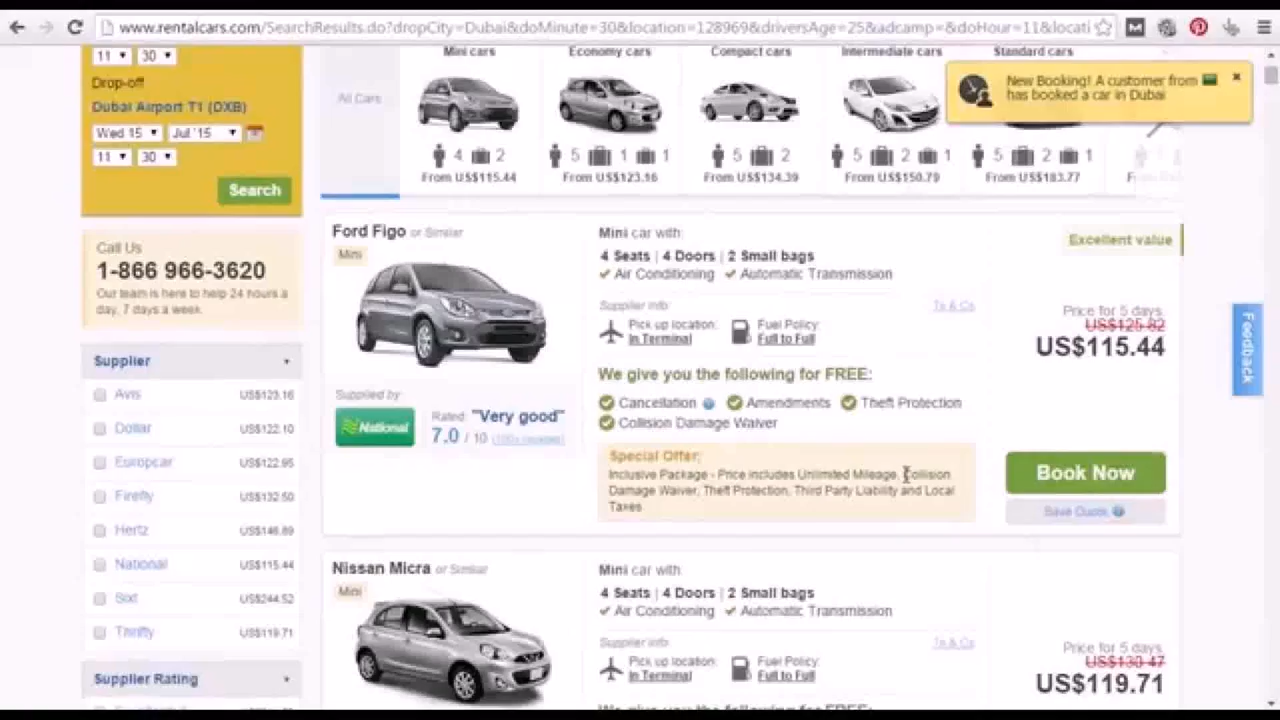 www.rentalcars.com/SearchResults.do?dropCity=Dubai&doMinute=30&location=128969&driversAge=25&adcamp=&doHour=11&locati
11 30
Drop-off
Dubai Airport T1 (DXB)
Wed 15 Jul '15
11 30
Search
Call Us
1-866 966-3620
Our team is here to help 24 hours a
day, 7 days a week.
Supplier
Avis US$123.16
Dollar US$122.10
Europcar US$122.95
Firefly US$132.50
Hertz US$146.89
National US$115.44
Sixt US$244.52
Thrifty US$119.71
Supplier Rating
All Cars
Mini cars
4 2
From US$115.44
Economy cars
5 1 1
From US$123.16
Compact cars
5 2
From US$134.39
Intermediate cars
5 2 1
From US$150.79
Standard cars
5 2 1
From US$183.77
New Booking! A customer from
has booked a car in Dubai
Ford Figo or Similar
Mini
Mini car with:
4 Seats | 4 Doors | 2 Small bags
Air Conditioning Automatic Transmission
Supplier info: Ts & Cs
Pick up location: Fuel Policy:
In Terminal Full to Full
Excellent value
Price for 5 days:
US$125.82
US$115.44
We give you the following for FREE:
Cancellation Amendments Theft Protection
Collision Damage Waiver
Supplied by:
National
Rated: "Very good"
7.0 / 10
Special Offer:
Inclusive Package - Price includes Unlimited Mileage, Collision
Damage Waiver, Theft Protection, Third Party Liability and Local
Taxes
Book Now
Save Quote
Feedback
Nissan Micra or Similar
Mini
Mini car with:
4 Seats | 4 Doors | 2 Small bags
Air Conditioning Automatic Transmission
Supplier info: Ts & Cs
Pick up location: Fuel Policy:
In Terminal Full to Full
Price for 5 days:
US$130.47
US$119.71
We give you the following for FREE: